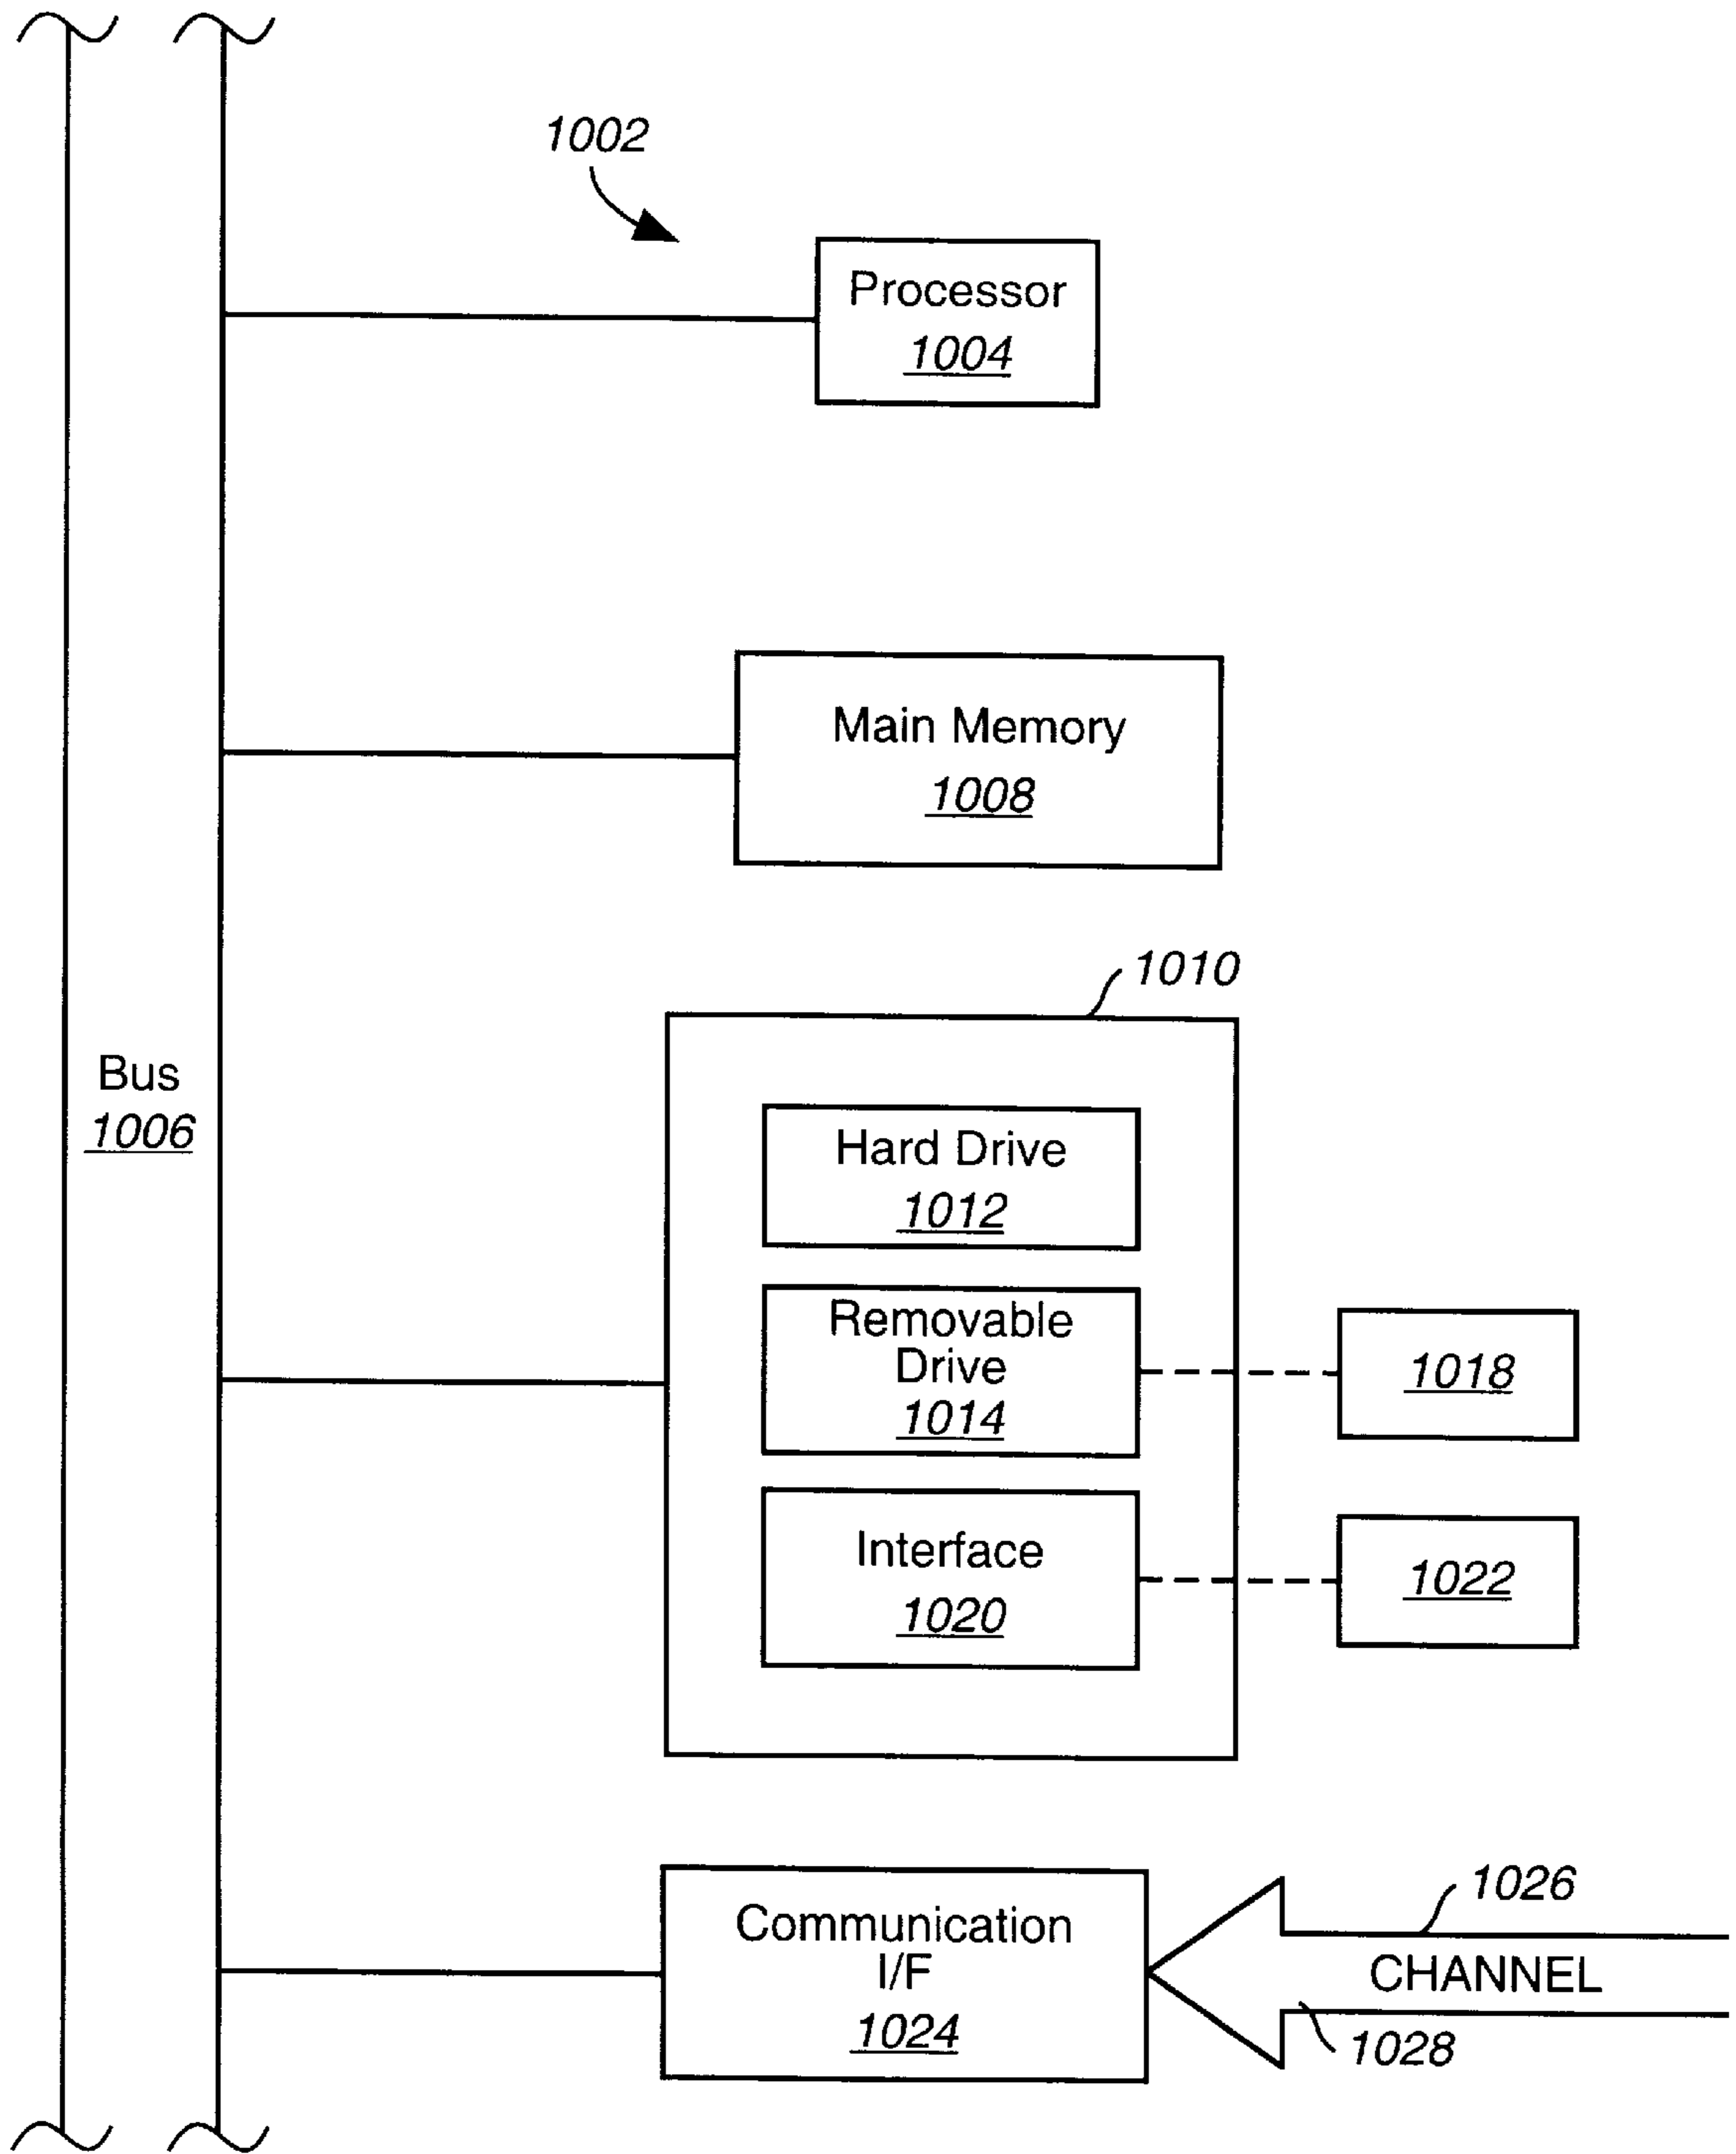 1002
Processor
1004
Main Memory
1008
1010
Bus
1006
Hard Drive
1012
Removable
Drive
1014
1018
Interface
1020
1022
Communication
I/F
1024
1026
CHANNEL
1028